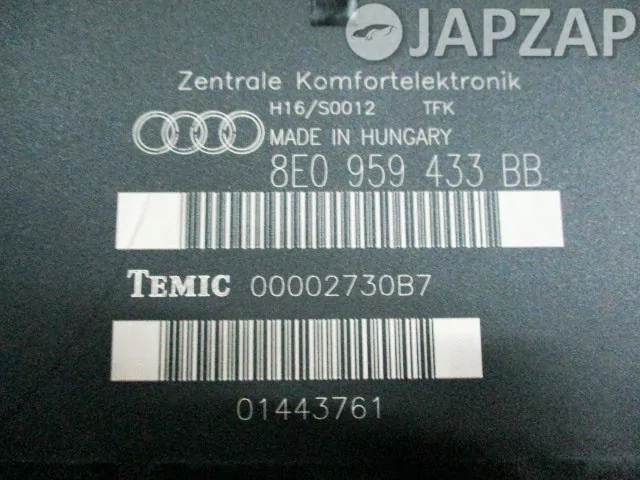 JAPZAP
Zentrale Komfortelektronik
H16/S0012 TFK
MADE IN HUNGARY
8E0 959 433 BB
TEMIC 00002730B7
01443761